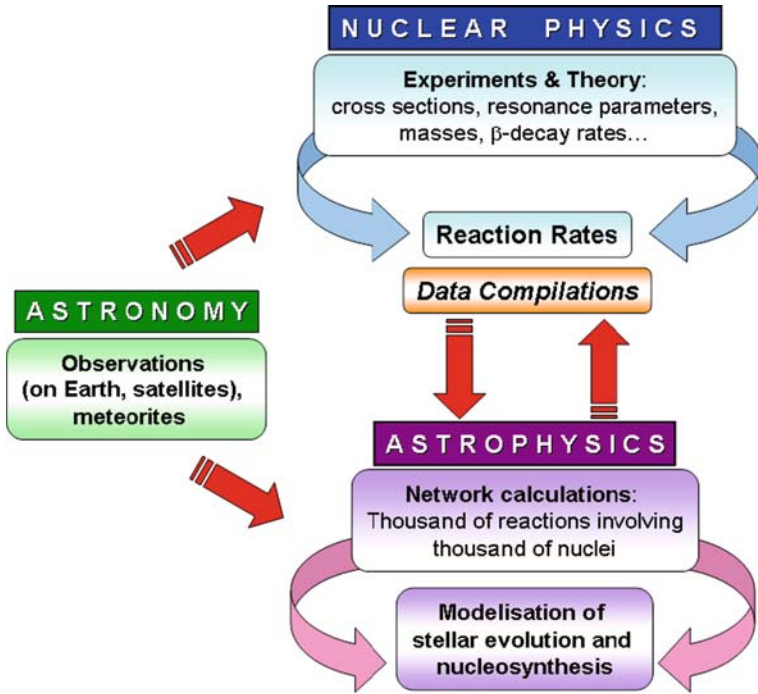 NUCLEAR PHYSICS
Experiments & Theory:
cross sections, resonance parameters,
masses, β-decay rates...
Reaction Rates
Data Compilations
ASTRONOMY
Observations
(on Earth, satellites),
meteorites
ASTROPHYSICS
Network calculations:
Thousand of reactions involving
thousand of nuclei
Modelisation of
stellar evolution and
nucleosynthesis